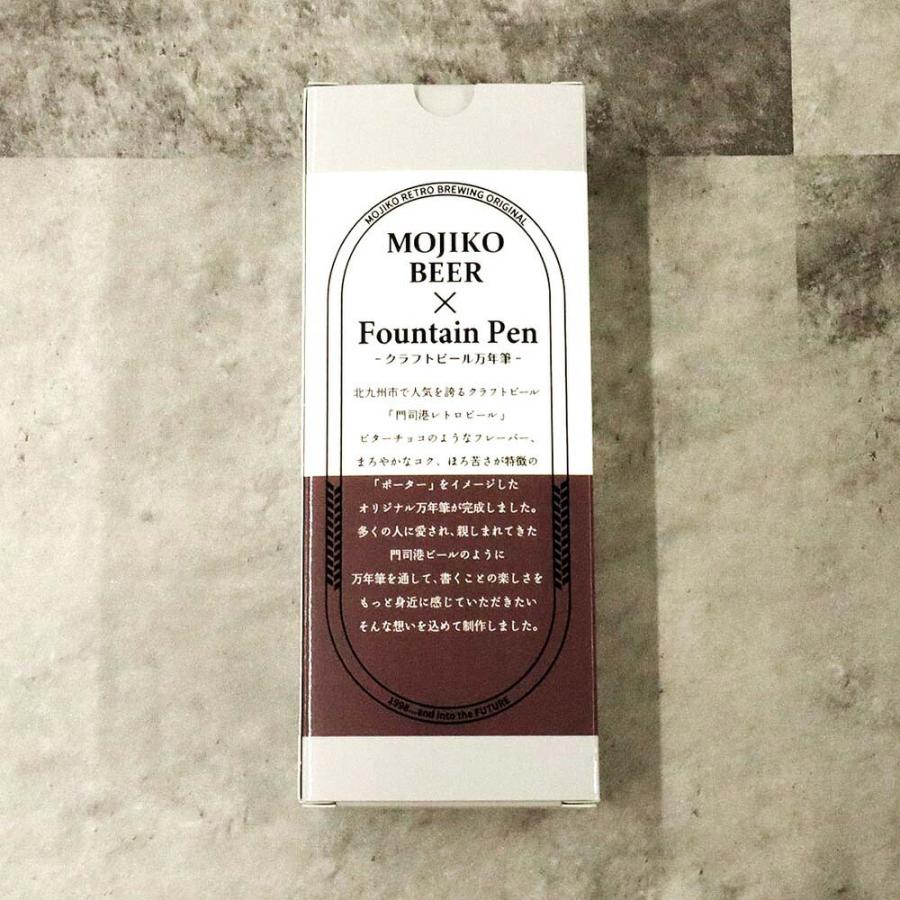 MOJIKO RETRO BREWING ORIGINAL
MOJIKO
BEER
×
Fountain Pen
- クラフトビール万年筆 -
北九州市で人気を誇るクラフトビール
「門司港レトロビール」
ビターチョコのようなフレーバー、
まろやかなコク、ほろ苦さが特徴の
「ポーター」をイメージした
オリジナル万年筆が完成しました。
多くの人に愛され、親しまれてきた
門司港ビールのように
万年筆を通して、書くことの楽しさを
もっと身近に感じていただきたい
そんな想いを込めて制作しました。
1998...and into the FUTURE